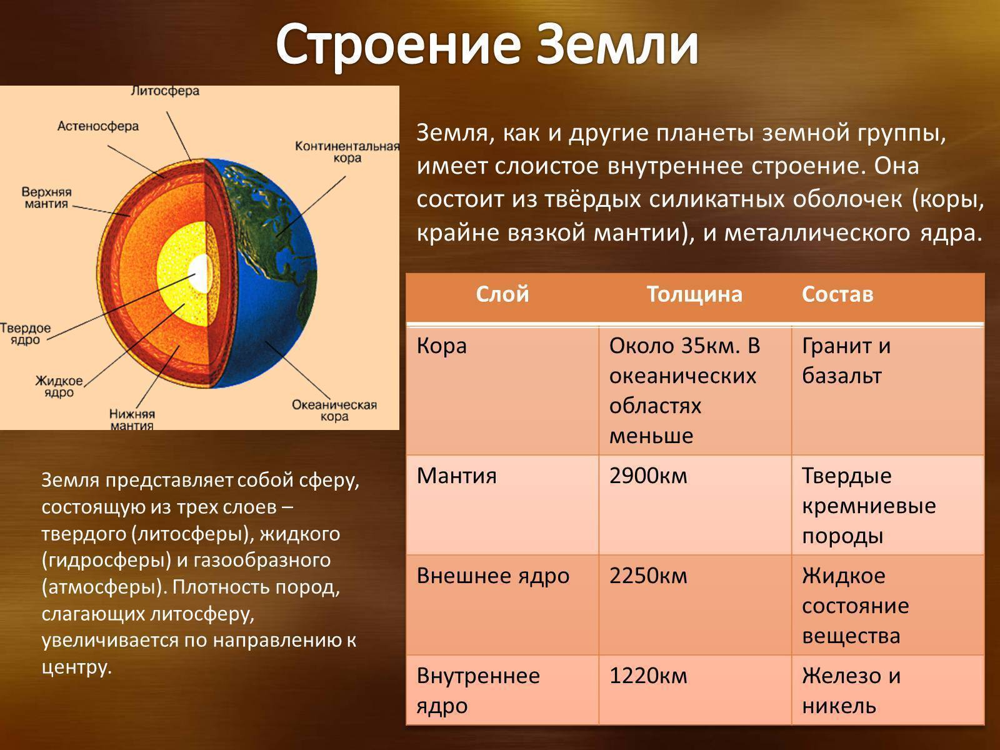 Строение Земли
Литосфера
Астеносфера
Континентальная
кора
Верхняя
мантия
Твердое
ядро
Жидкое
ядро
Нижняя
мантия
Океаническая
кора
Земля, как и другие планеты земной группы,
имеет слоистое внутреннее строение. Она
состоит из твёрдых силикатных оболочек (коры,
крайне вязкой мантии), и металлического ядра.
Земля представляет собой сферу,
состоящую из трех слоев –
твердого (литосферы), жидкого
(гидросферы) и газообразного
(атмосферы). Плотность пород,
слагающих литосферу,
увеличивается по направлению к
центру.
Слой Толщина Состав
Кора Около 35км. В Гранит и
океанических базальт
областях
меньше
Мантия 2900км Твердые
кремниевые
породы
Внешнее ядро 2250км Жидкое
состояние
вещества
Внутреннее 1220км Железо и
ядро никель